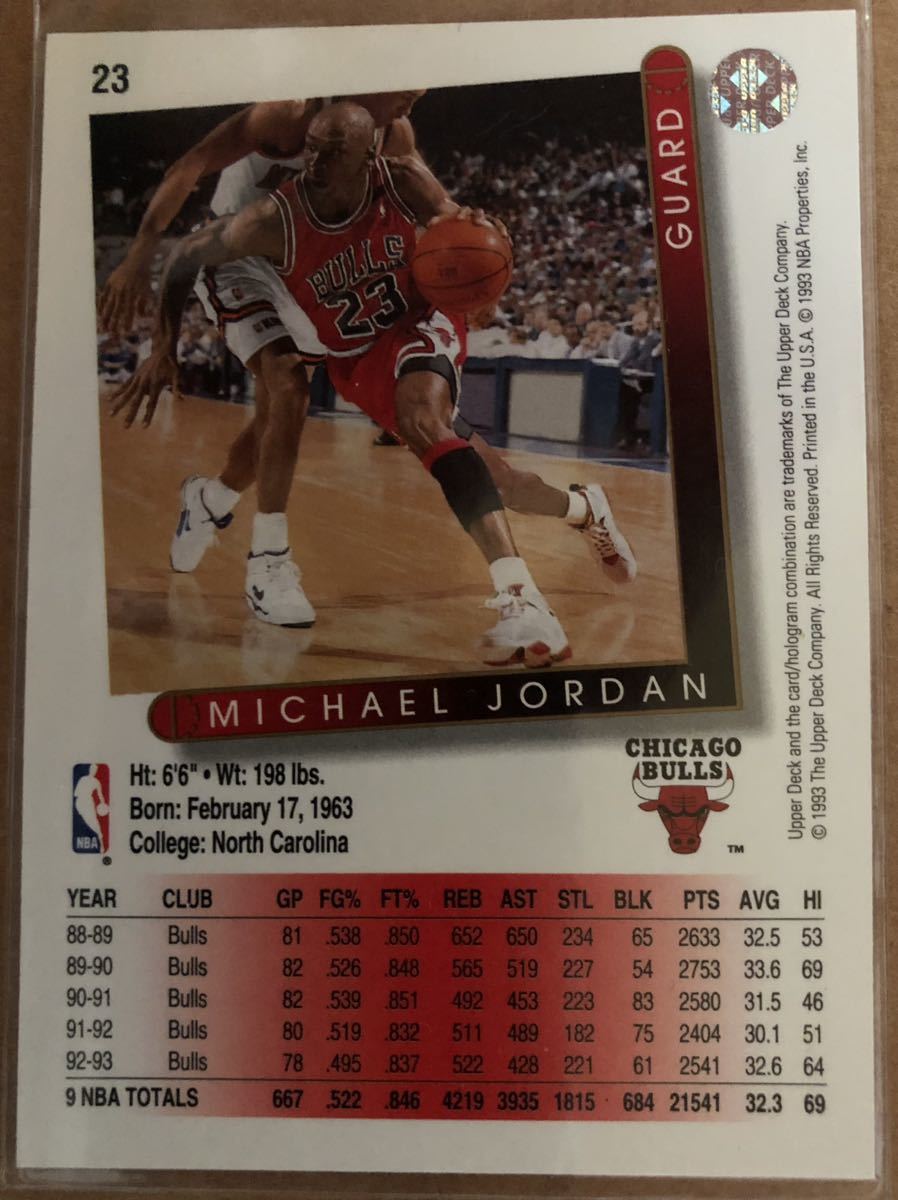 23
GUARD
BULLS
23
MICHAEL JORDAN
Upper Deck and the card/hologram combination are trademarks of The Upper Deck Company.
© 1993 The Upper Deck Company. All Rights Reserved. Printed in the U.S.A. © 1993 NBA Properties, Inc.
NBA ®
Ht: 6'6" • Wt: 198 lbs.
Born: February 17, 1963
College: North Carolina
CHICAGO
BULLS
TM
YEAR CLUB GP FG% FT% REB AST STL BLK PTS AVG HI
88-89 Bulls 81 .538 .850 652 650 234 65 2633 32.5 53
89-90 Bulls 82 .526 .848 565 519 227 54 2753 33.6 69
90-91 Bulls 82 .539 .851 492 453 223 83 2580 31.5 46
91-92 Bulls 80 .519 .832 511 489 182 75 2404 30.1 51
92-93 Bulls 78 .495 .837 522 428 221 61 2541 32.6 64
9 NBA TOTALS 667 .522 .846 4219 3935 1815 684 21541 32.3 69